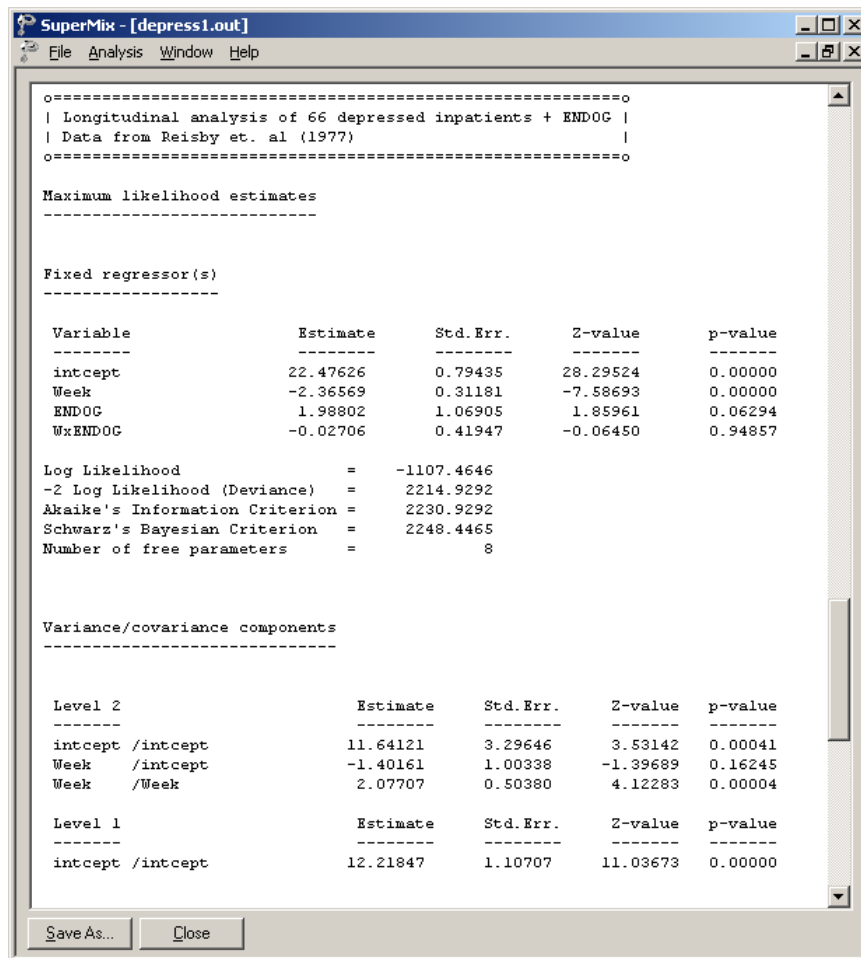 SuperMix - [depress1.out]
File Analysis Window Help
o==========================================================o
| Longitudinal analysis of 66 depressed inpatients + ENDOG |
| Data from Reisby et. al (1977) |
o==========================================================o
Maximum likelihood estimates
----------------------------
Fixed regressor(s)
------------------
Variable Estimate Std.Err. Z-value p-value
-------- -------- -------- ------- -------
intcept 22.47626 0.79435 28.29524 0.00000
Week -2.36569 0.31181 -7.58693 0.00000
ENDOG 1.98802 1.06905 1.85961 0.06294
WxENDOG -0.02706 0.41947 -0.06450 0.94857
Log Likelihood = -1107.4646
-2 Log Likelihood (Deviance) = 2214.9292
Akaike's Information Criterion = 2230.9292
Schwarz's Bayesian Criterion = 2248.4465
Number of free parameters = 8
Variance/covariance components
------------------------------
Level 2 Estimate Std.Err. Z-value p-value
------- -------- -------- ------- -------
intcept /intcept 11.64121 3.29646 3.53142 0.00041
Week /intcept -1.40161 1.00338 -1.39689 0.16245
Week /Week 2.07707 0.50380 4.12283 0.00004
Level 1 Estimate Std.Err. Z-value p-value
------- -------- -------- ------- -------
intcept /intcept 12.21847 1.10707 11.03673 0.00000
Save As... Close